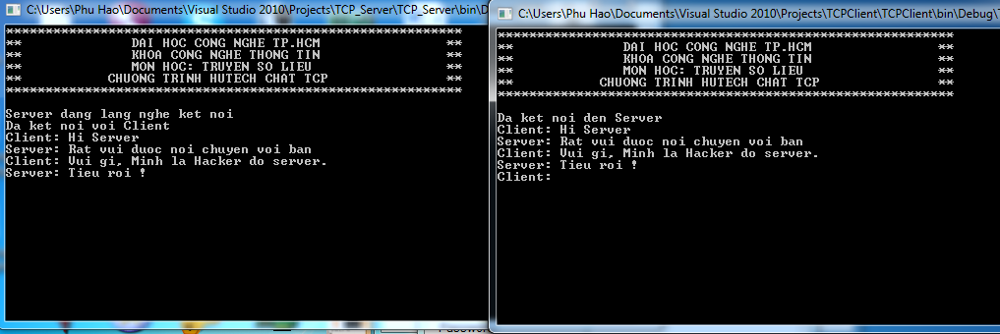 C:\Users\Phu Hao\Documents\Visual Studio 2010\Projects\TCP_Server\TCP_Server\bin\D
***********************************************************
** DAI HOC CONG NGHE TP.HCM **
** KHOA CONG NGHE THONG TIN **
** MON HOC: TRUYEN SO LIEU **
** CHUONG TRINH HUTECH CHAT TCP **
***********************************************************
Server dang lang nghe ket noi
Da ket noi voi Client
Client: Hi Server
Server: Rat vui duoc noi chuyen voi ban
Client: Vui gi, Minh la Hacker do server.
Server: Tieu roi !
C:\Users\Phu Hao\Documents\Visual Studio 2010\Projects\TCPClient\TCPClient\bin\Debug\T
***********************************************************
** DAI HOC CONG NGHE TP.HCM **
** KHOA CONG NGHE THONG TIN **
** MON HOC: TRUYEN SO LIEU **
** CHUONG TRINH HUTECH CHAT TCP **
***********************************************************
Da ket noi den Server
Client: Hi Server
Server: Rat vui duoc noi chuyen voi ban
Client: Vui gi, Minh la Hacker do server.
Server: Tieu roi !
Client: